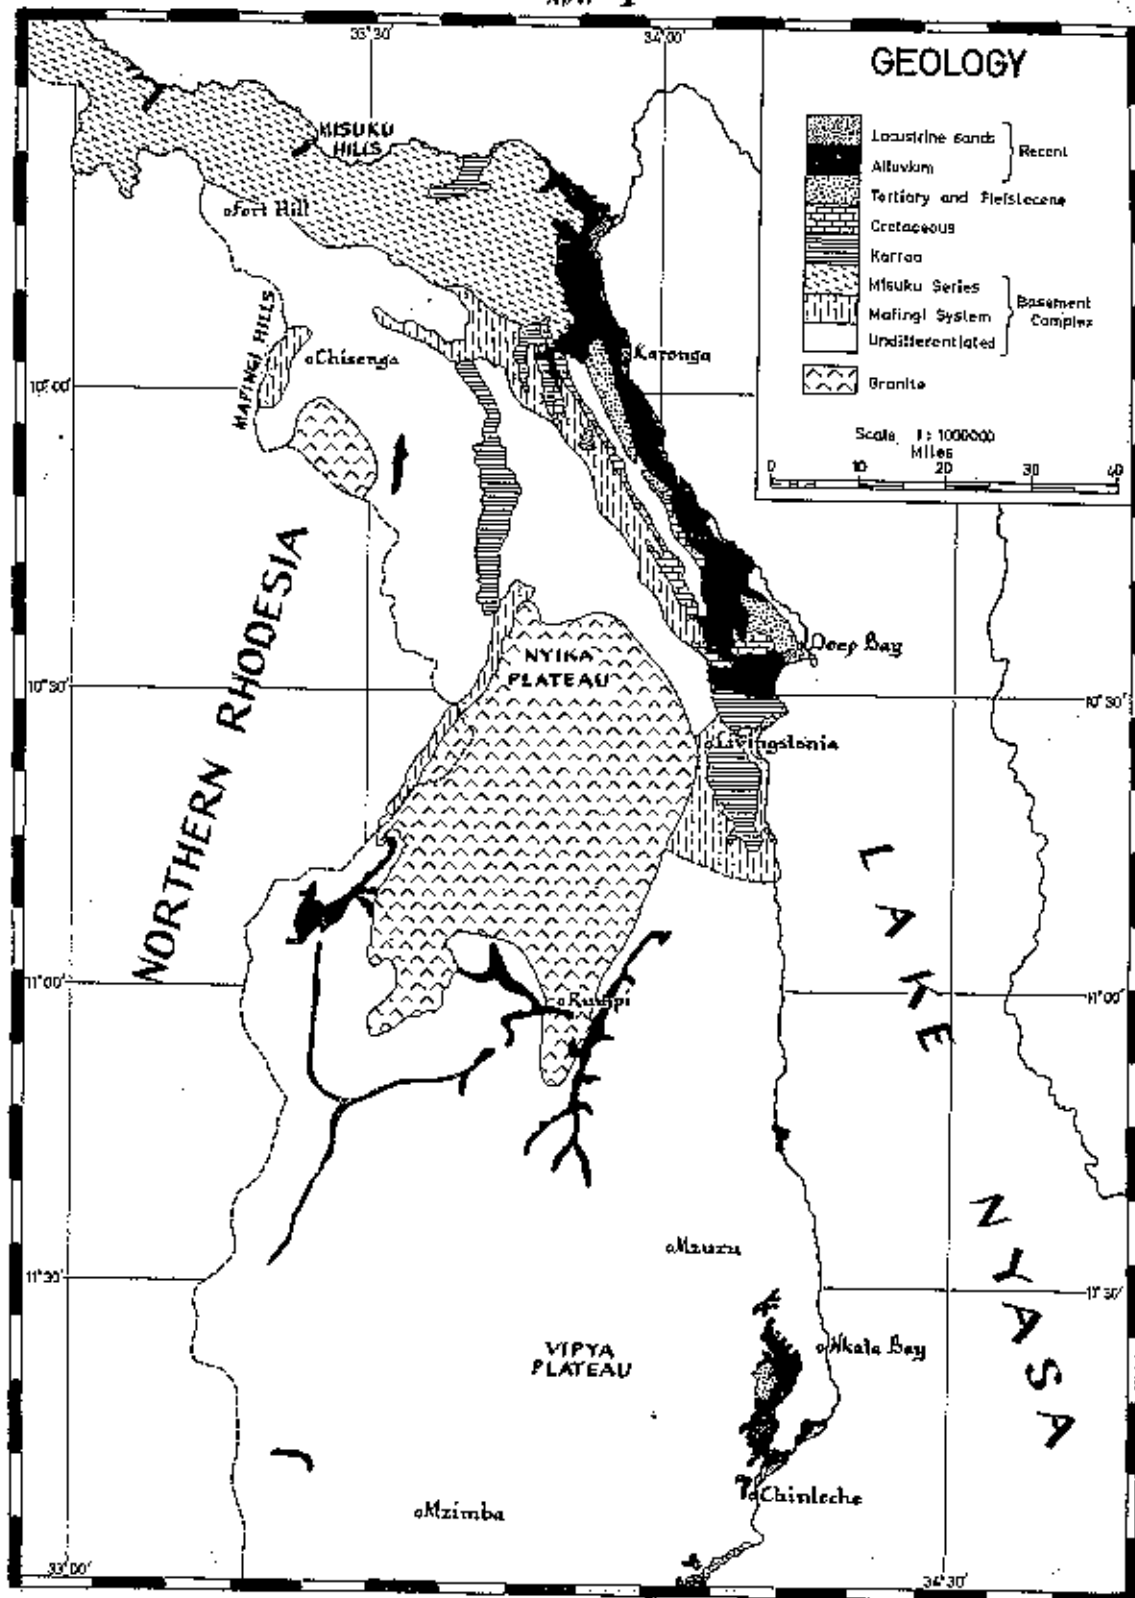 33°30'
34°00'
GEOLOGY
Lacustrine sands
Recent
Alluvium
Tertiary and Pleistocene
Cretaceous
Karroo
Misuku Series
Mafingi System
Basement
Complex
Undifferentiated
Granite
Scale 1 : 1000000
Miles
0 10 20 30 40
MISUKU
HILLS
Fort Hill
MAFINGI HILLS
Chisenga
Karonga
10°00'
NORTHERN RHODESIA
NYIKA
PLATEAU
Deep Bay
10°30'
10°30'
Livingstonia
LAKE NYASA
11°00'
11°00'
Rumpi
Mzuzu
11°30'
11°30'
VIPYA
PLATEAU
Nkata Bay
Chinteche
Mzimba
33°00'
34°30'